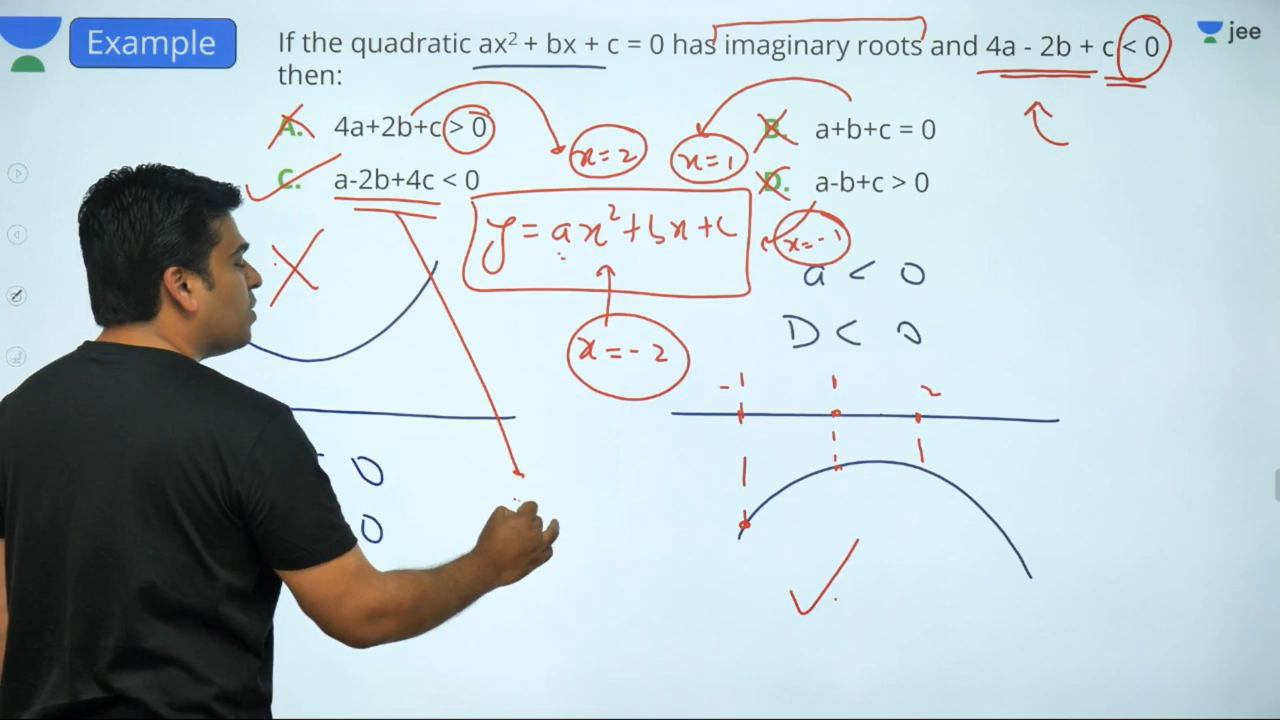 Example
If the quadratic ax² + bx + c = 0 has imaginary roots and 4a - 2b + c < 0
then:
jee
A. 4a+2b+c > 0
B. a+b+c = 0
C. a-2b+4c < 0
D. a-b+c > 0
x=2
x=1
y = ax²+bx+c
x=-1
a < 0
D < 0
x=-2
-1
1
2
< 0
0